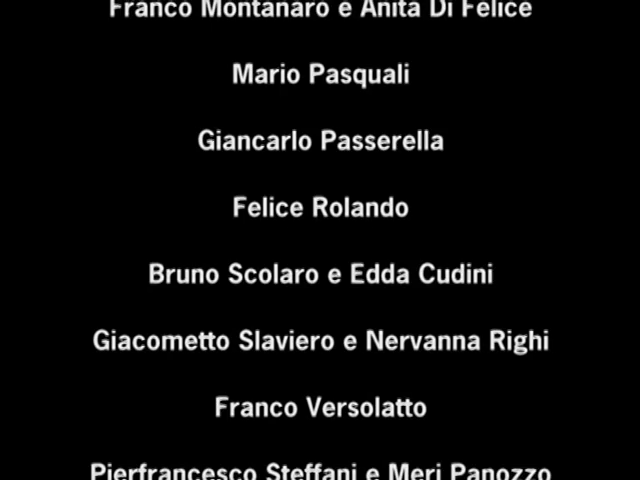 Franco Montanaro e Anita Di Felice
Mario Pasquali
Giancarlo Passerella
Felice Rolando
Bruno Scolaro e Edda Cudini
Giacometto Slaviero e Nervanna Righi
Franco Versolatto
Pierfrancesco Steffani e Meri Panozzo